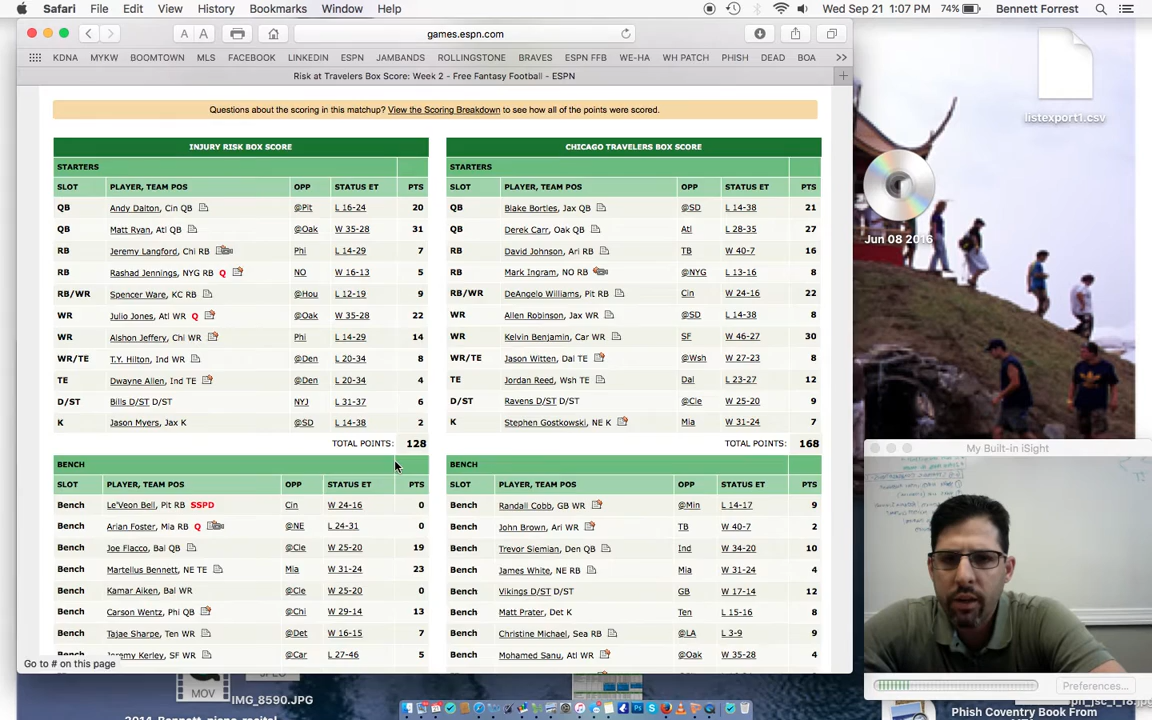 Safari File Edit View History Bookmarks Window Help Wed Sep 21 1:07 PM 74% Bennett Forrest
games.espn.com
KDNA MYKW BOOMTOWN MLS FACEBOOK LINKEDIN ESPN JAMBANDS ROLLINGSTONE BRAVES ESPN FFB WE-HA WH PATCH PHISH DEAD BOA
Risk at Travelers Box Score: Week 2 - Free Fantasy Football - ESPN
Questions about the scoring in this matchup? View the Scoring Breakdown to see how all of the points were scored.
INJURY RISK BOX SCORE
STARTERS
SLOT PLAYER, TEAM POS OPP STATUS ET PTS
QB Andy Dalton, Cin QB @Pit L 16-24 20
QB Matt Ryan, Atl QB @Oak W 35-28 31
RB Jeremy Langford, Chi RB Phi L 14-29 7
RB Rashad Jennings, NYG RB Q NO W 16-13 5
RB/WR Spencer Ware, KC RB @Hou L 12-19 9
WR Julio Jones, Atl WR Q @Oak W 35-28 22
WR Alshon Jeffery, Chi WR Phi L 14-29 14
WR/TE T.Y. Hilton, Ind WR @Den L 20-34 8
TE Dwayne Allen, Ind TE @Den L 20-34 4
D/ST Bills D/ST D/ST NYJ L 31-37 6
K Jason Myers, Jax K @SD L 14-38 2
TOTAL POINTS: 128
BENCH
SLOT PLAYER, TEAM POS OPP STATUS ET PTS
Bench Le'Veon Bell, Pit RB SSPD Cin W 24-16 0
Bench Arian Foster, Mia RB Q @NE L 24-31 0
Bench Joe Flacco, Bal QB @Cle W 25-20 19
Bench Martellus Bennett, NE TE Mia W 31-24 23
Bench Kamar Aiken, Bal WR @Cle W 25-20 0
Bench Carson Wentz, Phi QB @Chi W 29-14 13
Bench Tajae Sharpe, Ten WR @Det W 16-15 7
Jeremy Kerley, SF WR @Car L 27-46 5
CHICAGO TRAVELERS BOX SCORE
STARTERS
SLOT PLAYER, TEAM POS OPP STATUS ET PTS
QB Blake Bortles, Jax QB @SD L 14-38 21
QB Derek Carr, Oak QB Atl L 28-35 27
RB David Johnson, Ari RB TB W 40-7 16
RB Mark Ingram, NO RB @NYG L 13-16 8
RB/WR DeAngelo Williams, Pit RB Cin W 24-16 22
WR Allen Robinson, Jax WR @SD L 14-38 8
WR Kelvin Benjamin, Car WR SF W 46-27 30
WR/TE Jason Witten, Dal TE @Wsh W 27-23 8
TE Jordan Reed, Wsh TE Dal L 23-27 12
D/ST Ravens D/ST D/ST @Cle W 25-20 9
K Stephen Gostkowski, NE K Mia W 31-24 7
TOTAL POINTS: 168
BENCH
SLOT PLAYER, TEAM POS OPP STATUS ET PTS
Bench Randall Cobb, GB WR @Min L 14-17 9
Bench John Brown, Ari WR TB W 40-7 2
Bench Trevor Siemian, Den QB Ind W 34-20 10
Bench James White, NE RB Mia W 31-24 4
Bench Vikings D/ST D/ST GB W 17-14 12
Bench Matt Prater, Det K Ten L 15-16 8
Bench Christine Michael, Sea RB @LA L 3-9 9
Bench Mohamed Sanu, Atl WR @Oak W 35-28 4
Go to # on this page
listexport1.csv
Jun 08 2016
My Built-in iSight
Preferences...
MOV
IMG_8590.JPG
Phish Coventry Book From